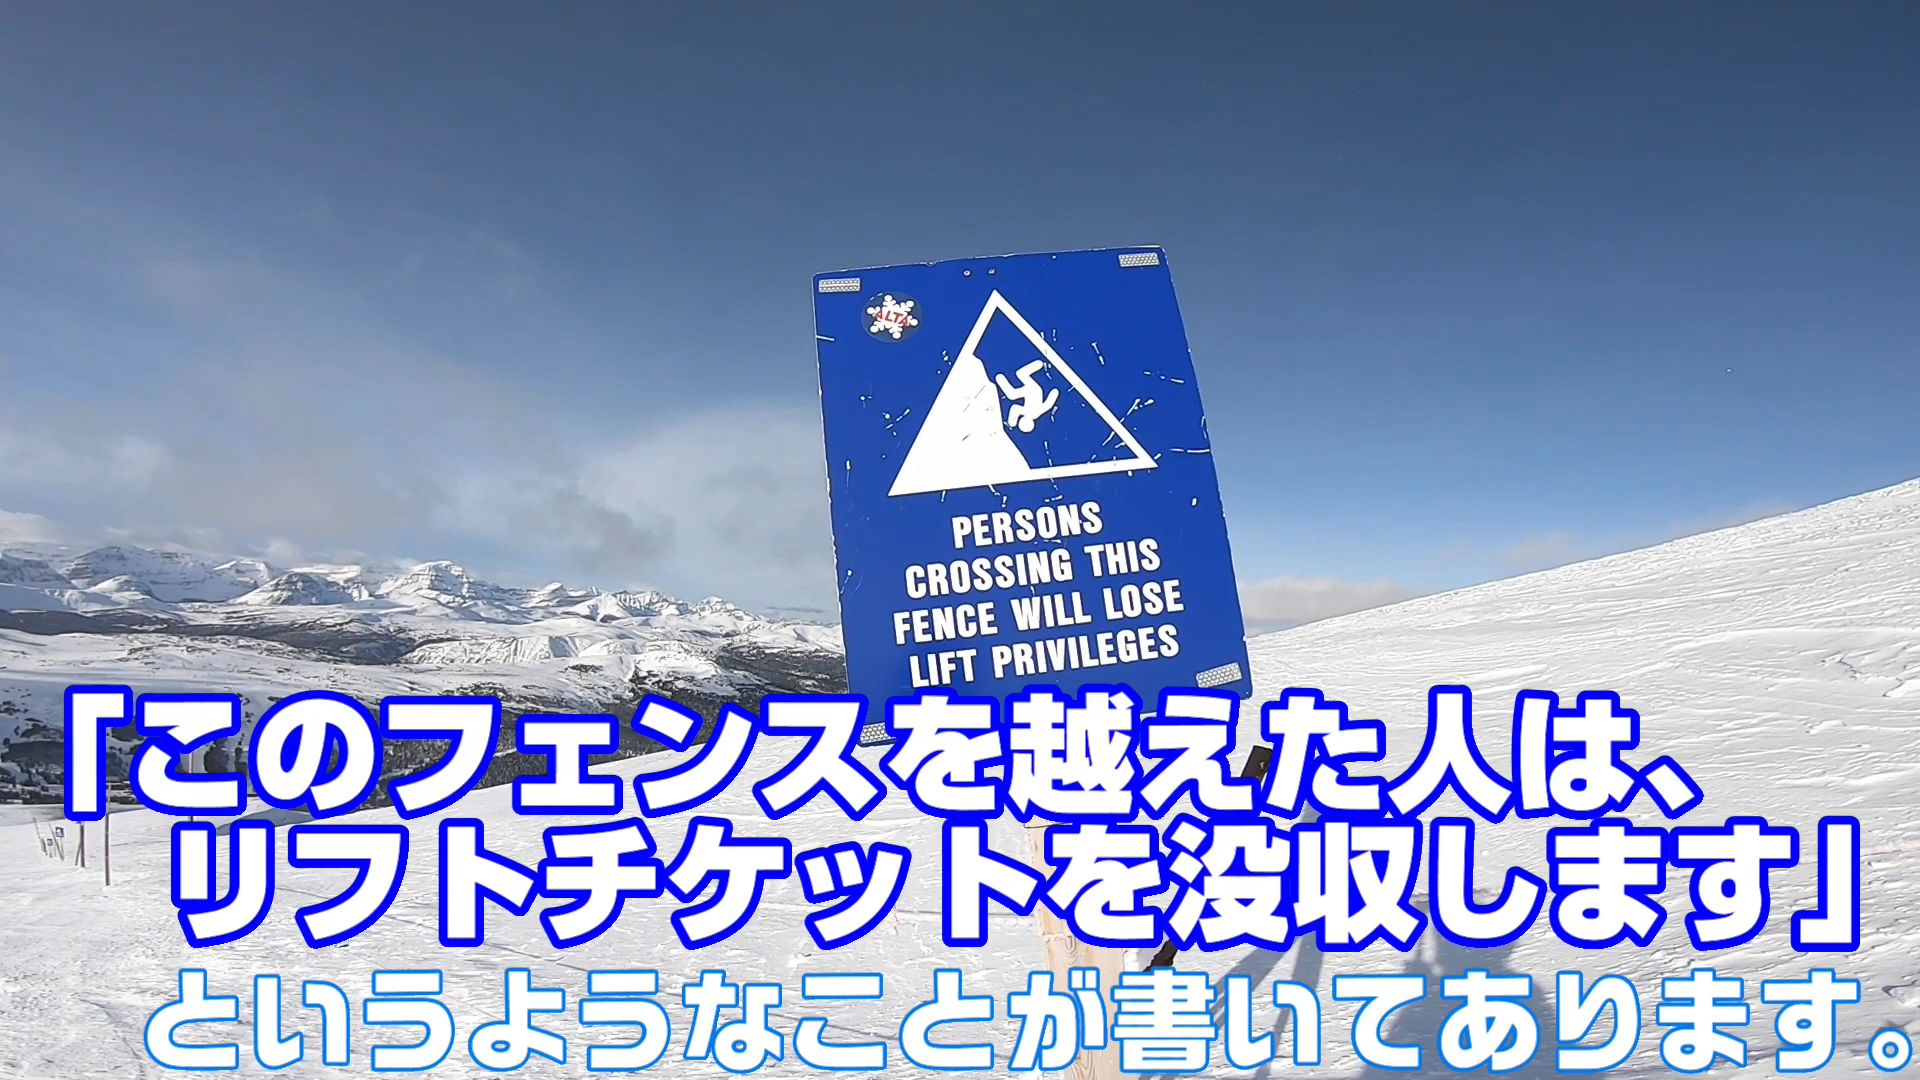 ALTA
PERSONS
CROSSING THIS
FENCE WILL LOSE
LIFT PRIVILEGES
「このフェンスを越えた人は、
リフトチケットを没収します」
というようなことが書いてあります。